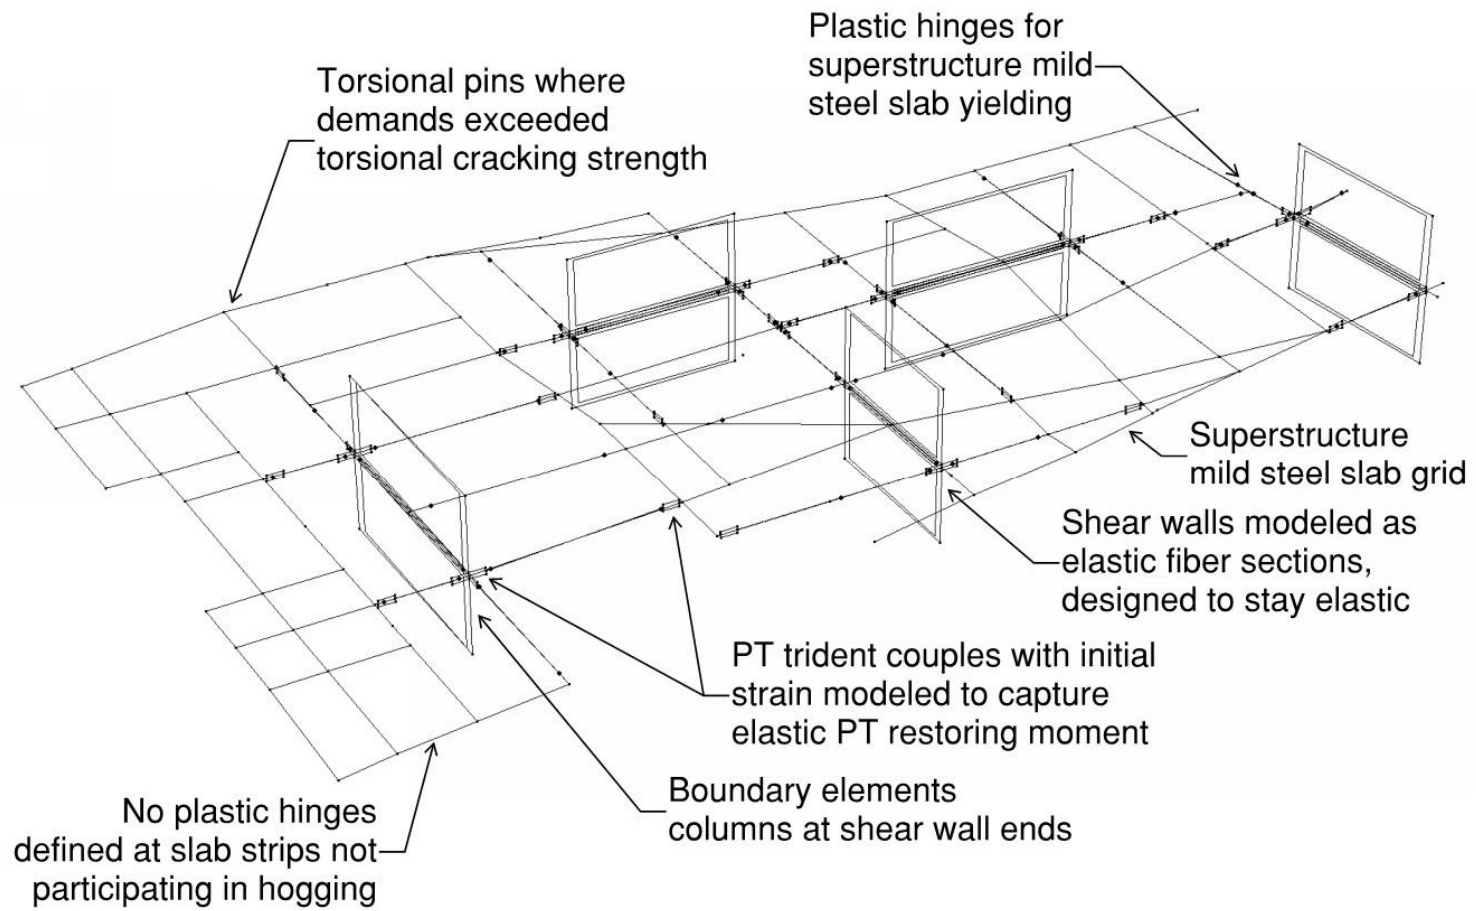 Plastic hinges for
superstructure mild
steel slab yielding
Torsional pins where
demands exceeded
torsional cracking strength
Superstructure
mild steel slab grid
Shear walls modeled as
elastic fiber sections,
designed to stay elastic
PT trident couples with initial
strain modeled to capture
elastic PT restoring moment
Boundary elements
columns at shear wall ends
No plastic hinges
defined at slab strips not
participating in hogging